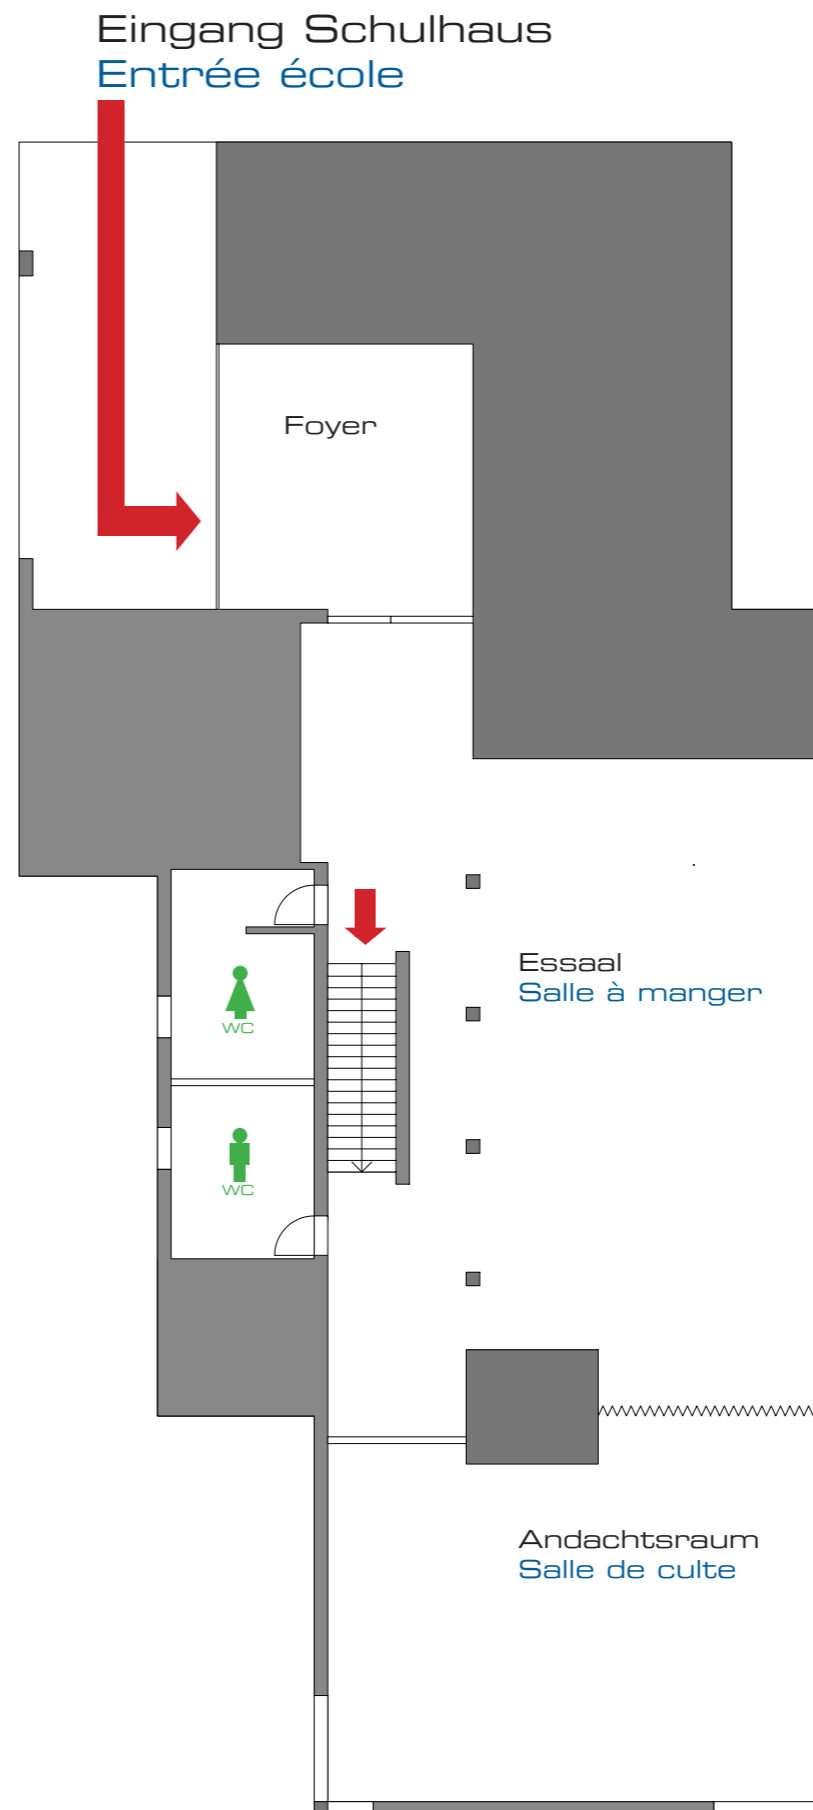 Eingang Schulhaus
Entrée école
Foyer
Essaal
Salle à manger
WC
WC
Andachtsraum
Salle de culte